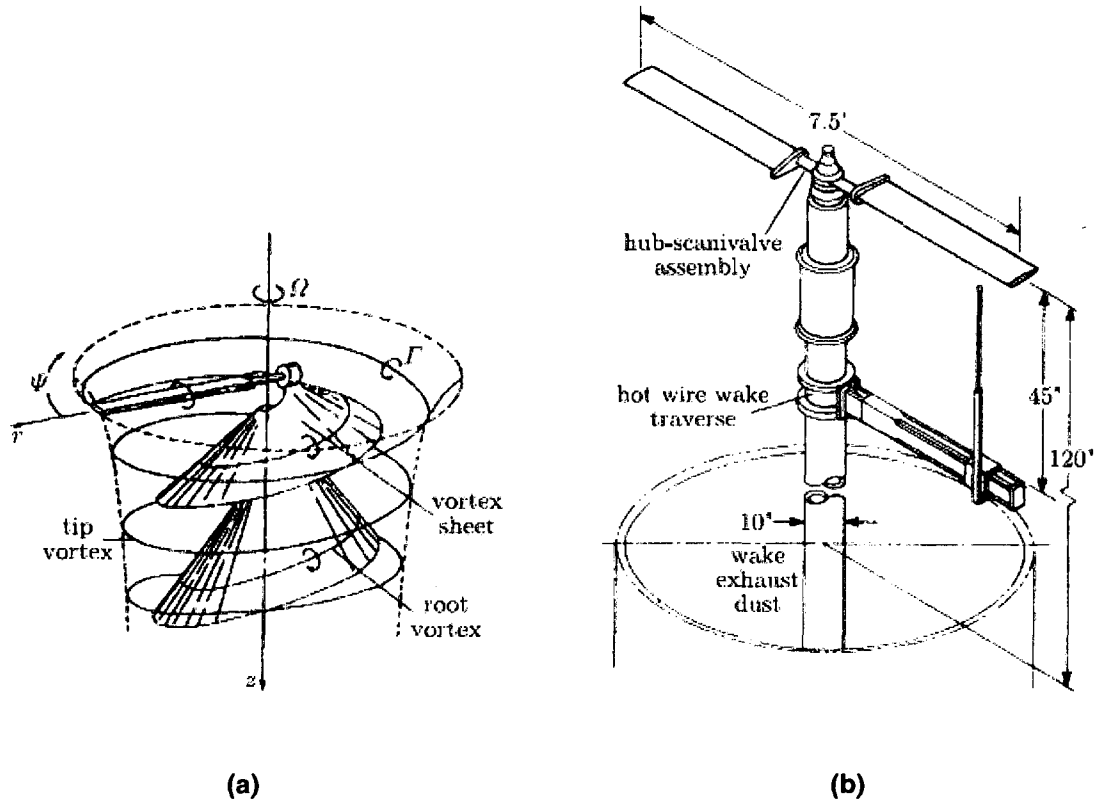 Ω
Γ
Ψ
r
vortex
sheet
tip
vortex
root
vortex
z
(a)
7.5'
hub-scanivalve
assembly
hot wire wake
traverse
45"
120"
10"
wake
exhaust
dust
(b)